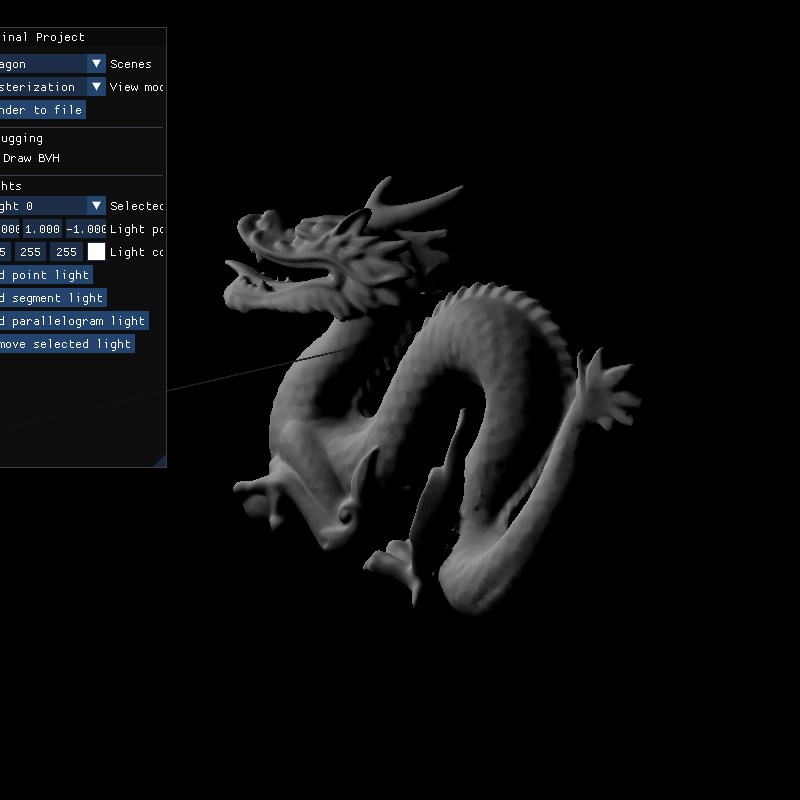 inal Project
agon Scenes
sterization View mod
nder to file
ugging
Draw BVH
hts
ght 0 Selected
000 1.000 -1.000 Light po
5 255 255 Light co
d point light
d segment light
d parallelogram light
move selected light